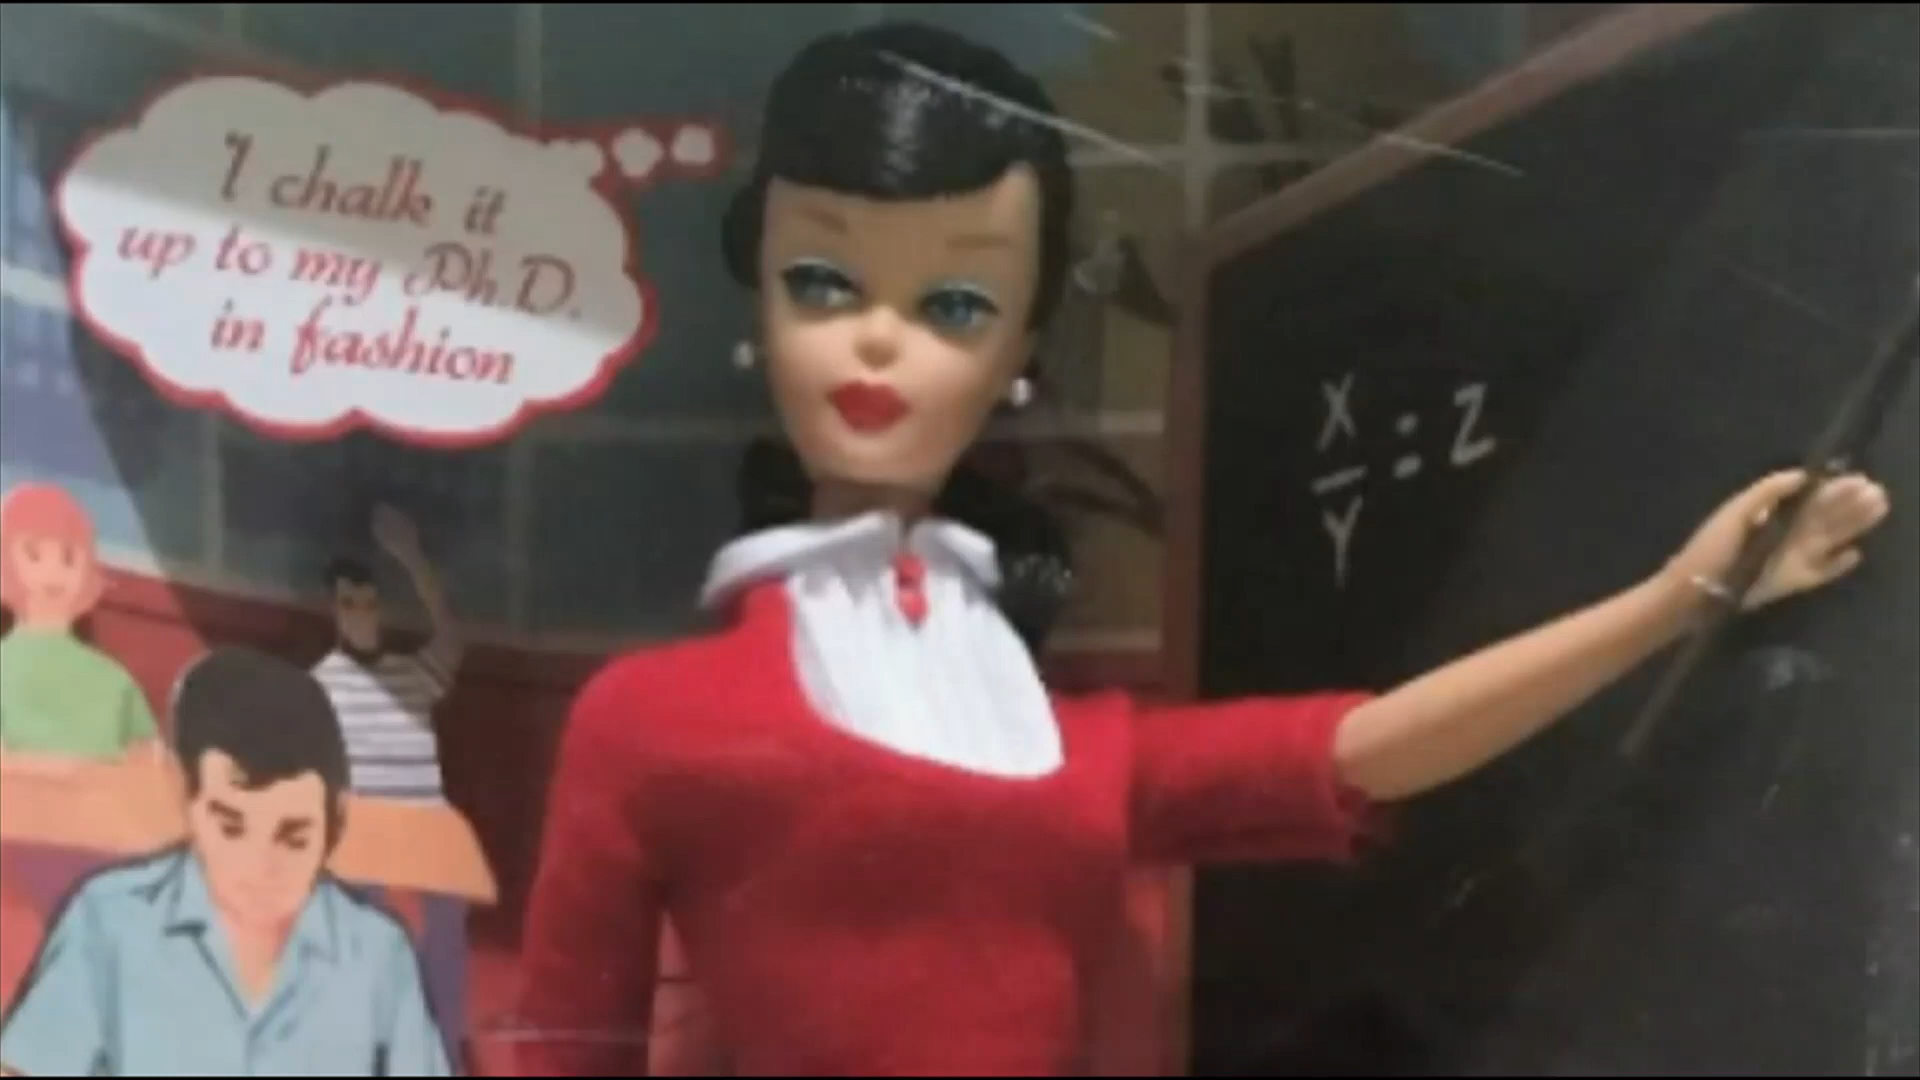 "I chalk it
up to my Ph.D.
in fashion
X
— = Z
Y